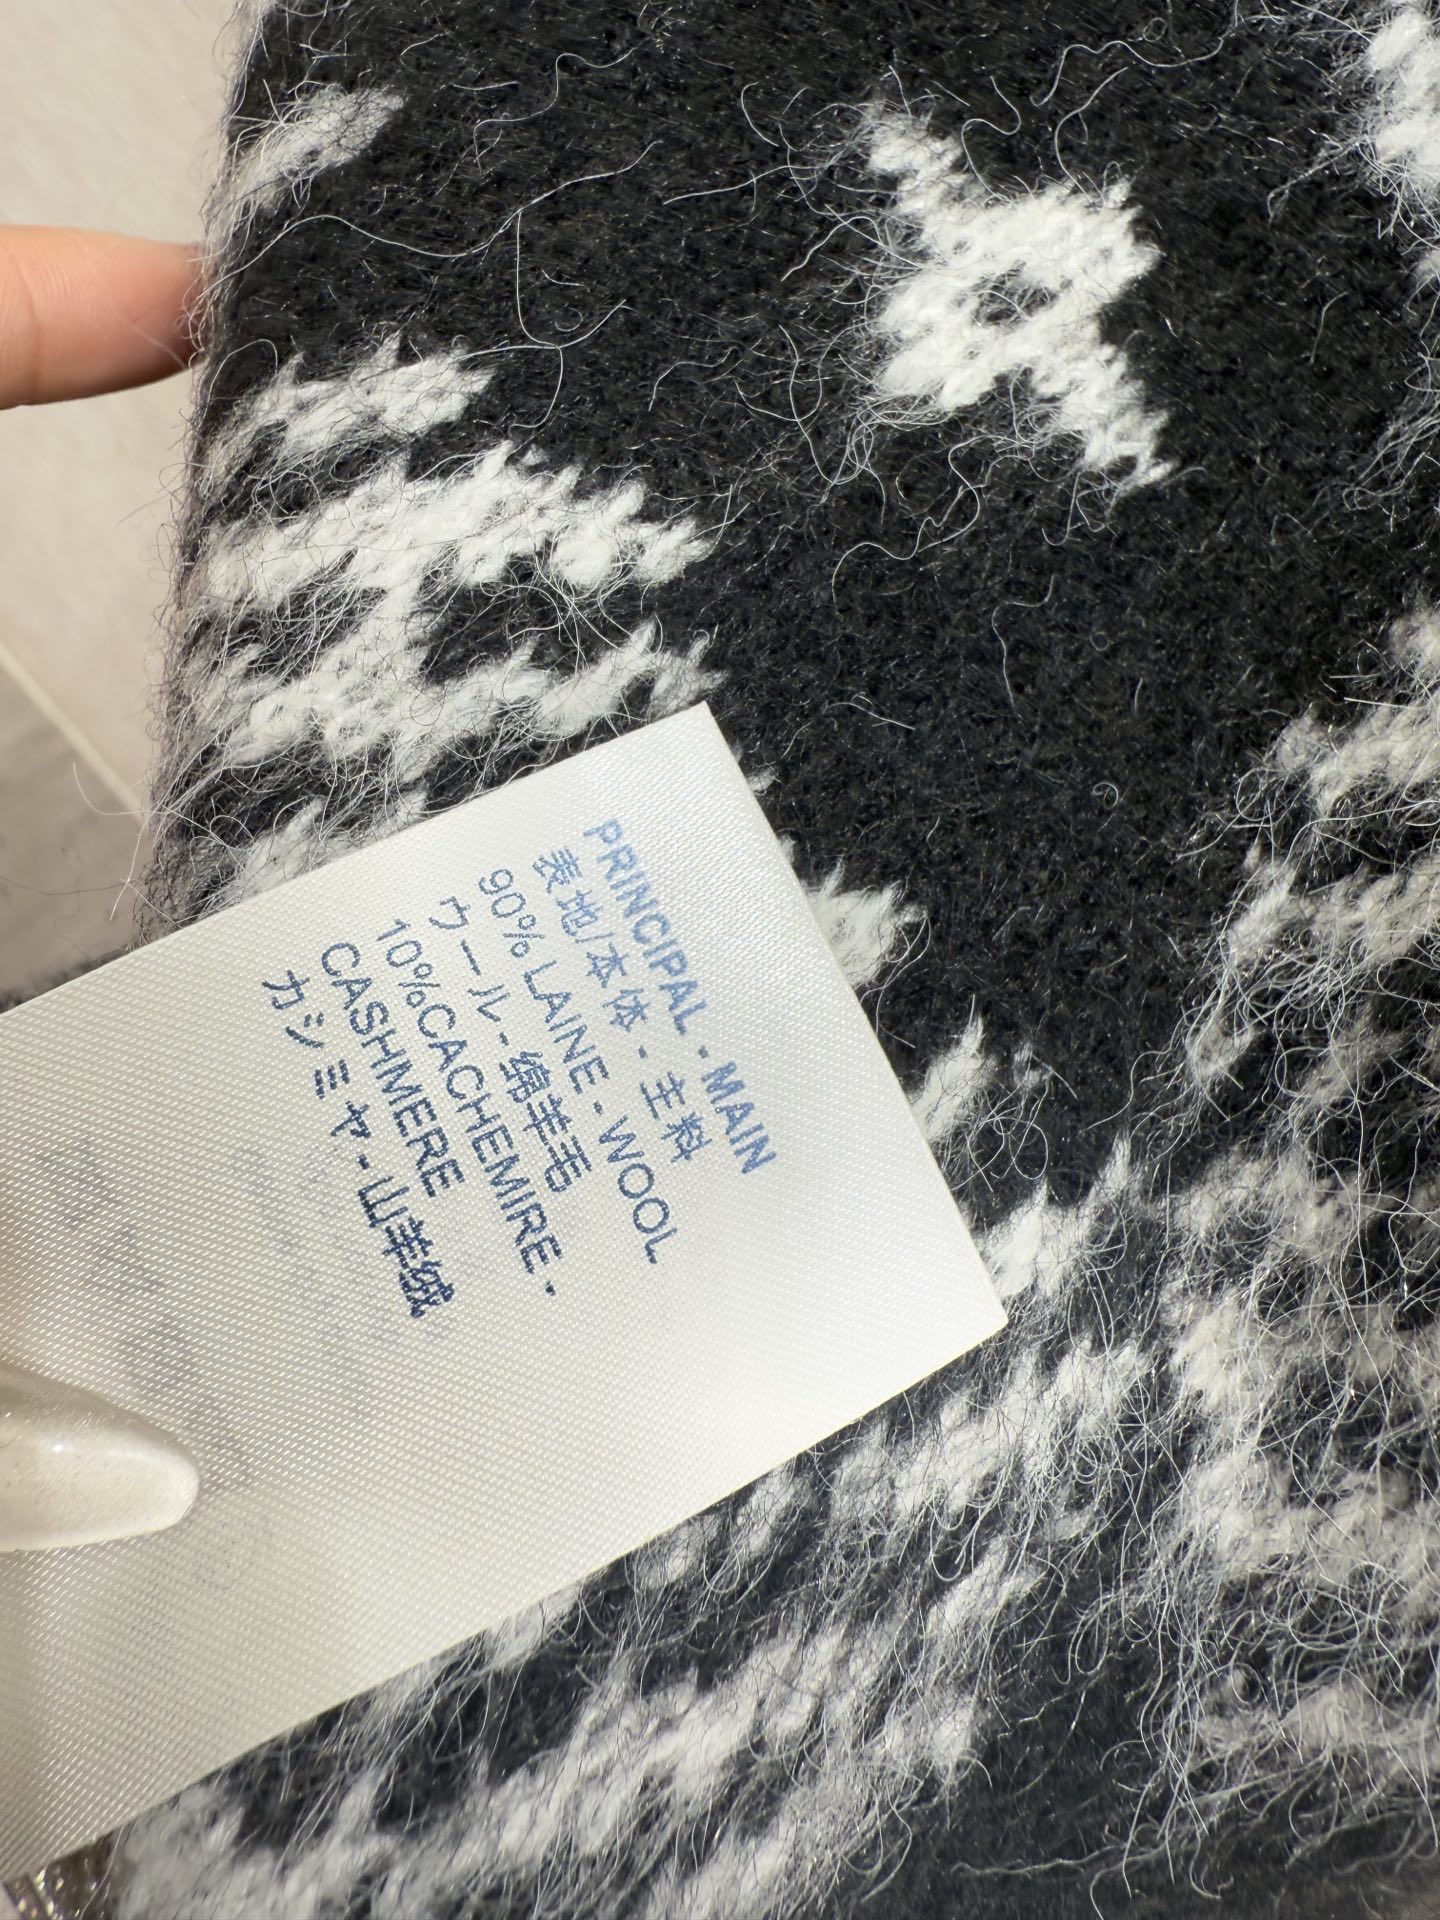 PRINCIPAL - MAIN
表地/本体 - 主料
90% LAINE - WOOL
ウール - 绵羊毛
10%CACHEMIRE -
CASHMERE
カシミヤ - 山羊绒